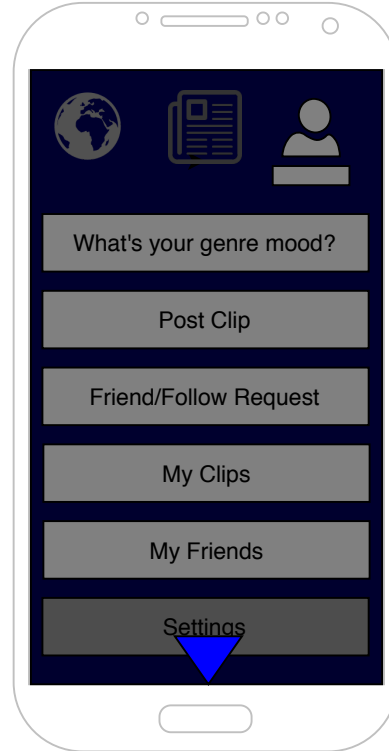 What's your genre mood?
Post Clip
Friend/Follow Request
My Clips
My Friends
Settings